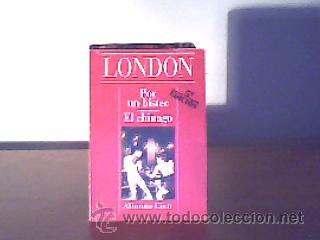 LONDON
Por
un bistec
El chinago
Alianza Cien
www.todocoleccion.net